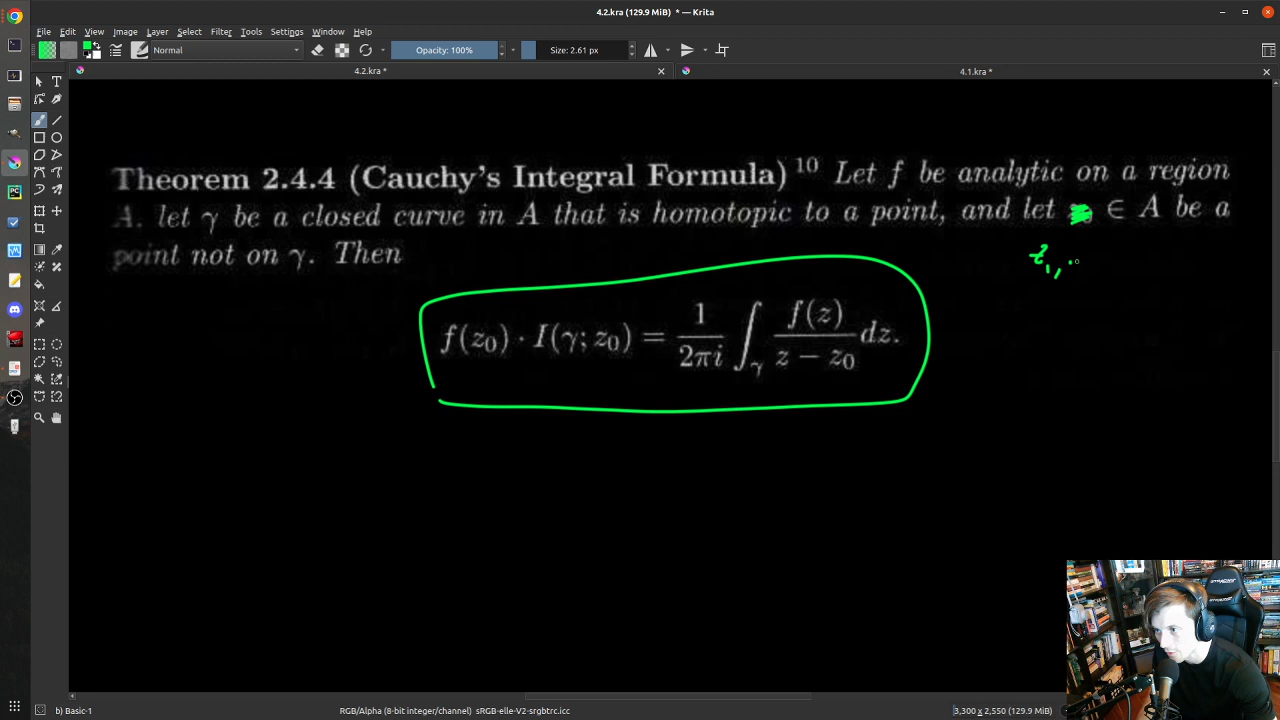 4.2.kra (129.9 MiB) * — Krita
File Edit View Image Layer Select Filter Tools Settings Window Help
Normal Opacity: 100% Size: 2.61 px
4.2.kra * 4.1.kra *
Theorem 2.4.4 (Cauchy's Integral Formula) 10 Let f be analytic on a region
A. let γ be a closed curve in A that is homotopic to a point, and let ∈ A be a
point not on γ. Then
f(z₀) · I(γ; z₀) = 1/2πi ∫γ f(z)/z − z₀ dz.
b) Basic-1 RGB/Alpha (8-bit integer/channel) sRGB-elle-V2-srgbtrc.icc 3,300 x 2,550 (129.9 MiB)